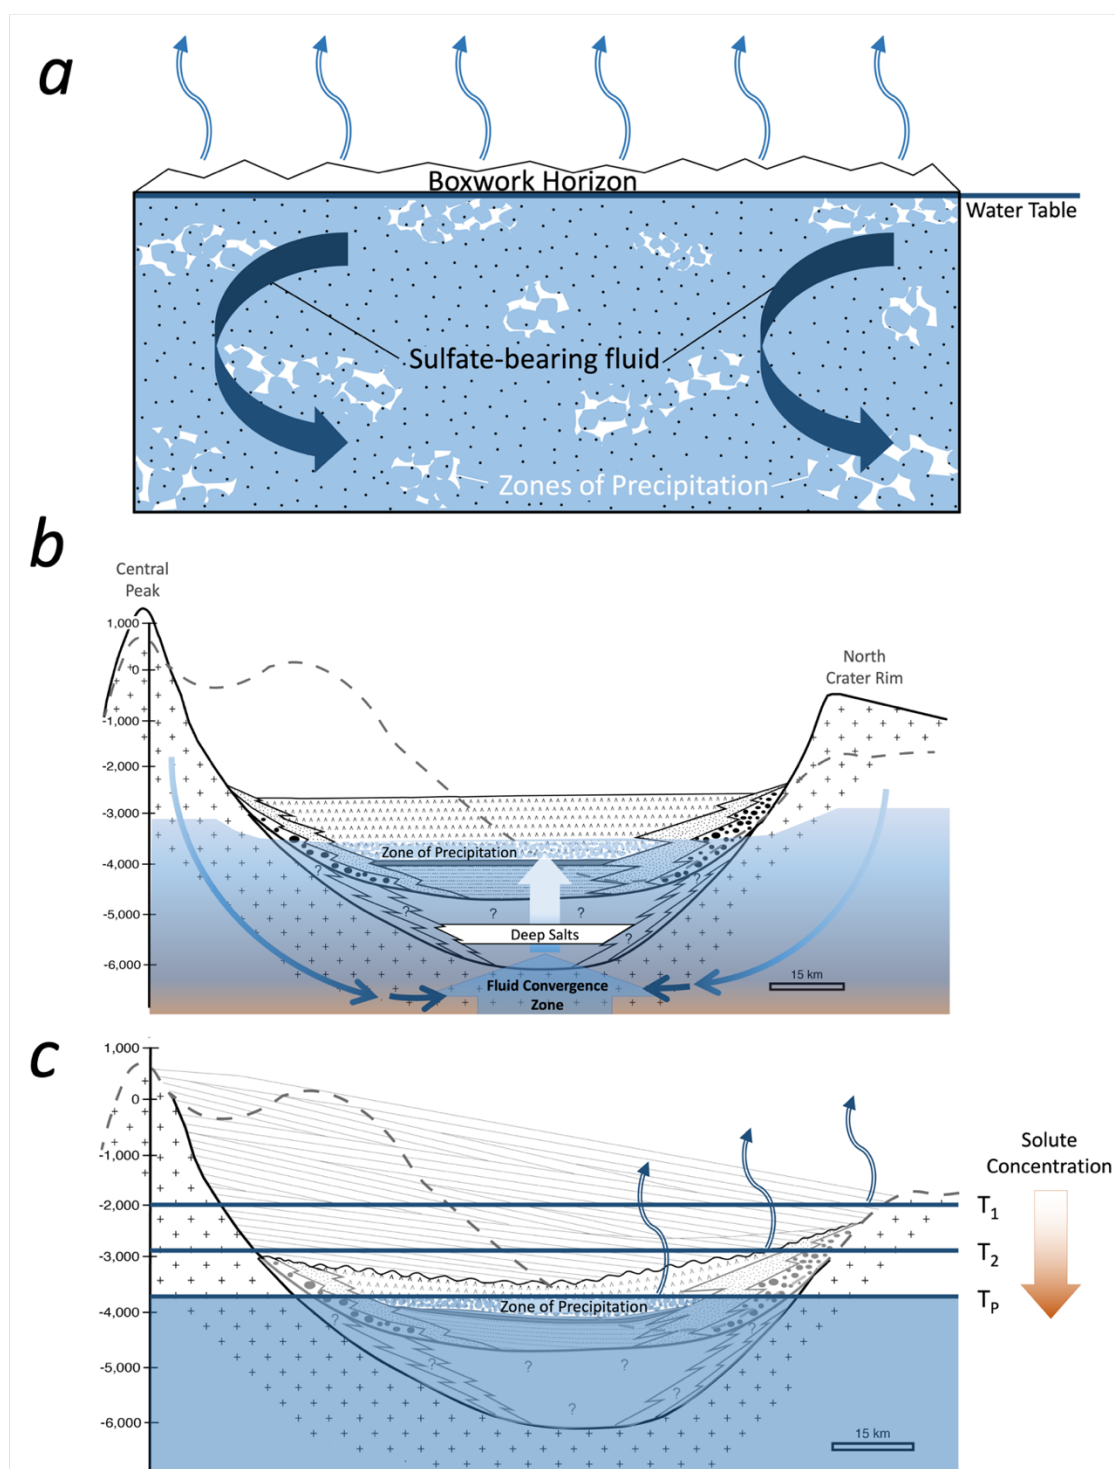 a
Boxwork Horizon
Water Table
Sulfate-bearing fluid
Zones of Precipitation
b
Central
Peak
North
Crater Rim
1,000
0
-1,000
-2,000
-3,000
-4,000
-5,000
-6,000
Zone of Precipitation
? ? ? ? ?
Deep Salts
Fluid Convergence
Zone
15 km
c
1,000
0
-1,000
-2,000
-3,000
-4,000
-5,000
-6,000
Solute
Concentration
T1
T2
TP
Zone of Precipitation
? ? ? ? ?
15 km